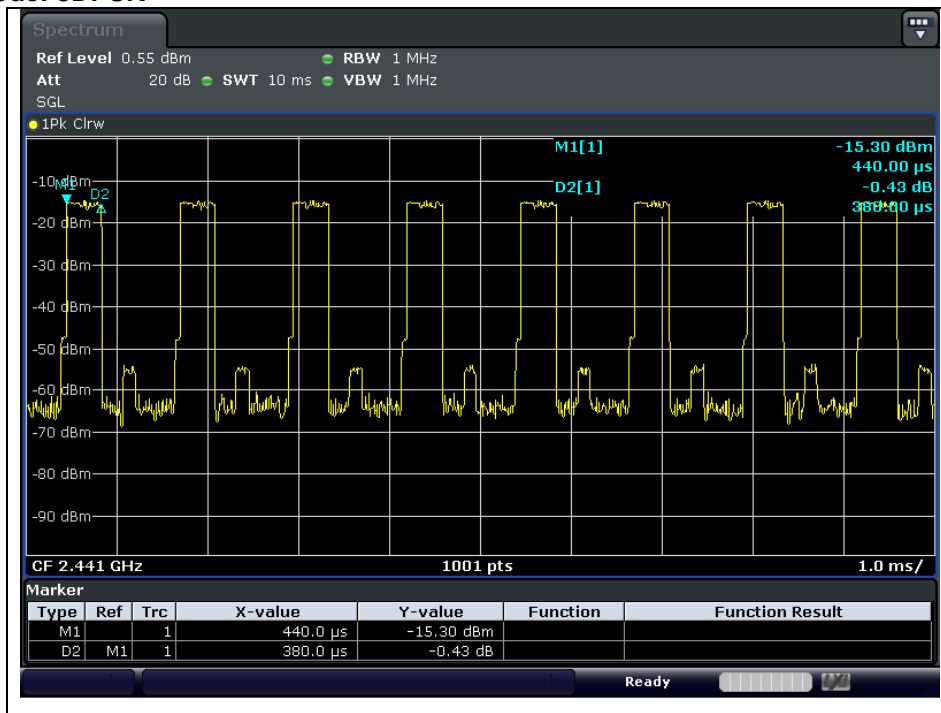 Spectrum
Ref Level 0.55 dBm RBW 1 MHz
Att 20 dB SWT 10 ms VBW 1 MHz
SGL
1Pk Clrw
M1[1] -15.30 dBm
440.00 µs
D2[1] -0.43 dB
380.00 µs
M1
D2
-10 dBm
-20 dBm
-30 dBm
-40 dBm
-50 dBm
-60 dBm
-70 dBm
-80 dBm
-90 dBm
CF 2.441 GHz 1001 pts 1.0 ms/
Marker
Type Ref Trc X-value Y-value Function Function Result
M1 1 440.0 µs -15.30 dBm
D2 M1 1 380.0 µs -0.43 dB
Ready